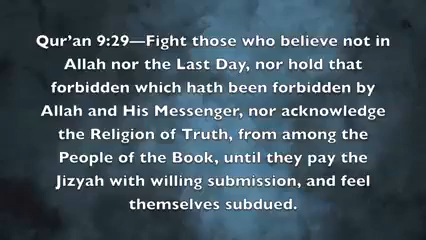 Qur’an 9:29—Fight those who believe not in
Allah nor the Last Day, nor hold that
forbidden which hath been forbidden by
Allah and His Messenger, nor acknowledge
the Religion of Truth, from among the
People of the Book, until they pay the
Jizyah with willing submission, and feel
themselves subdued.